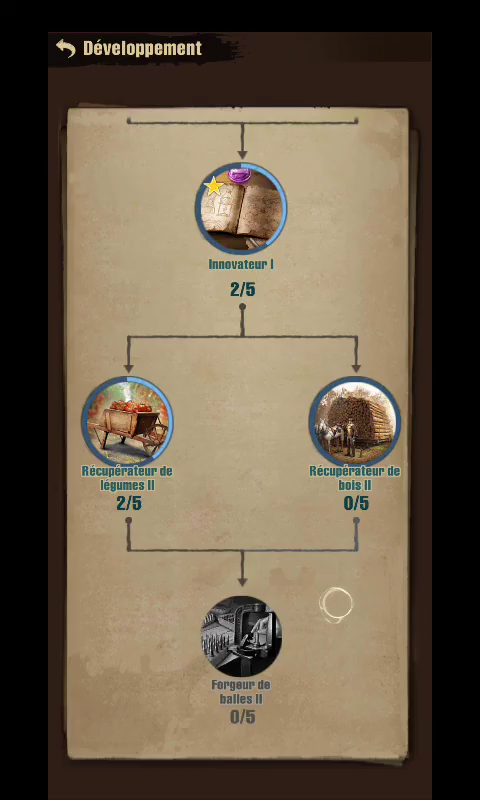 Développement
Innovateur I
2/5
Récupérateur de
légumes II
2/5
Récupérateur de
bois II
0/5
Forgeur de
balles II
0/5